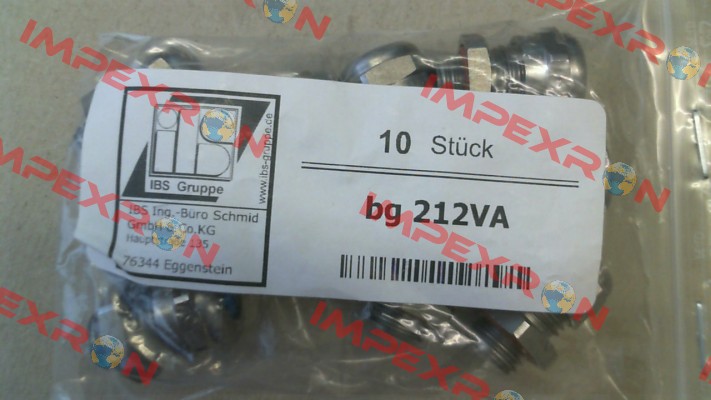 IMPEXRON
IMPEXRON
IMPEXRON
IMPEXRON
IMPEXRON
IMPEXRON
ibs
IBS Gruppe
www.ibs-gruppe.de
IBS Ing.-Büro Schmid
GmbH & Co.KG
76344 Eggenstein
10 Stück
bg 212VA